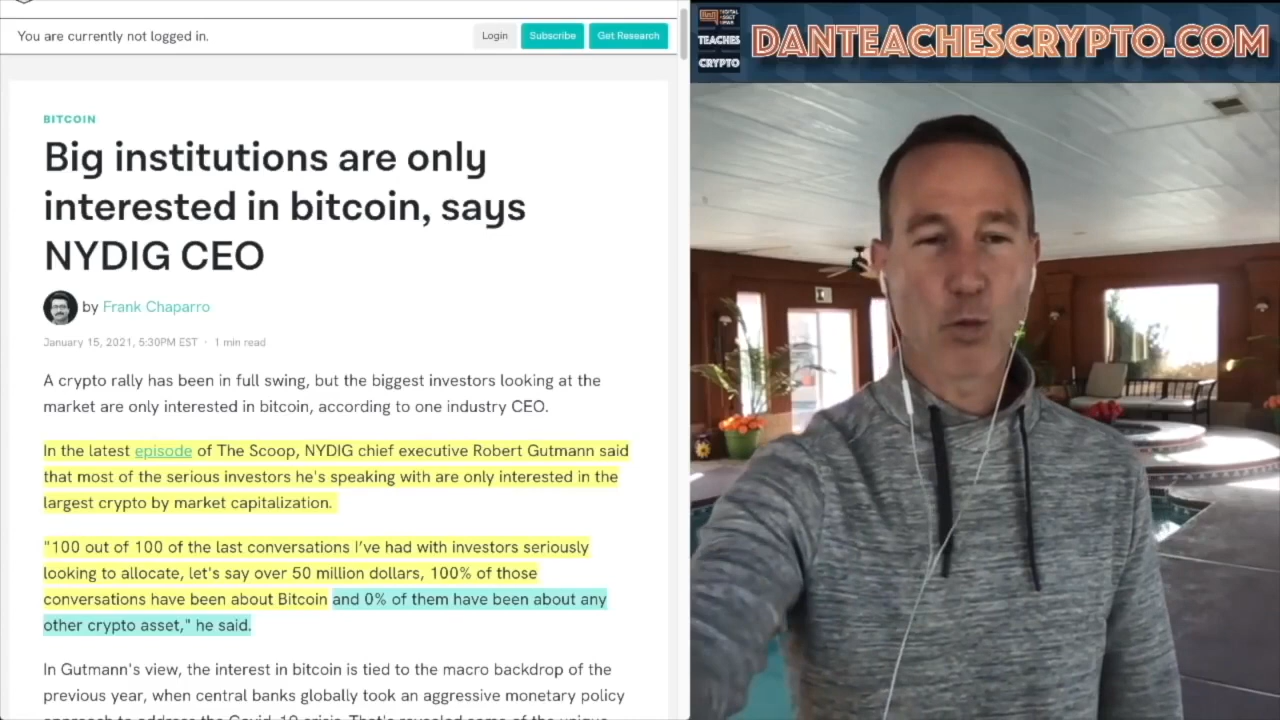 You are currently not logged in.
Login
Subscribe
Get Research
BITCOIN
Big institutions are only
interested in bitcoin, says
NYDIG CEO
by Frank Chaparro
January 15, 2021, 5:30PM EST · 1 min read
A crypto rally has been in full swing, but the biggest investors looking at the
market are only interested in bitcoin, according to one industry CEO.
In the latest episode of The Scoop, NYDIG chief executive Robert Gutmann said
that most of the serious investors he's speaking with are only interested in the
largest crypto by market capitalization.
"100 out of 100 of the last conversations I've had with investors seriously
looking to allocate, let's say over 50 million dollars, 100% of those
conversations have been about Bitcoin and 0% of them have been about any
other crypto asset," he said.
In Gutmann's view, the interest in bitcoin is tied to the macro backdrop of the
previous year, when central banks globally took an aggressive monetary policy
TEACHES
CRYPTO
DANTEACHESCRYPTO.COM